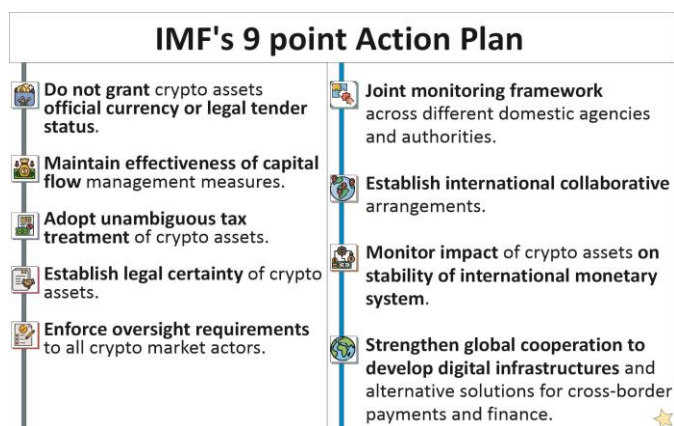 IMF's 9 point Action Plan
Do not grant crypto assets
official currency or legal tender
status.
Maintain effectiveness of capital
flow management measures.
Adopt unambiguous tax
treatment of crypto assets.
Establish legal certainty of crypto
assets.
Enforce oversight requirements
to all crypto market actors.
Joint monitoring framework
across different domestic agencies
and authorities.
Establish international collaborative
arrangements.
Monitor impact of crypto assets on
stability of international monetary
system.
Strengthen global cooperation to
develop digital infrastructures and
alternative solutions for cross-border
payments and finance.